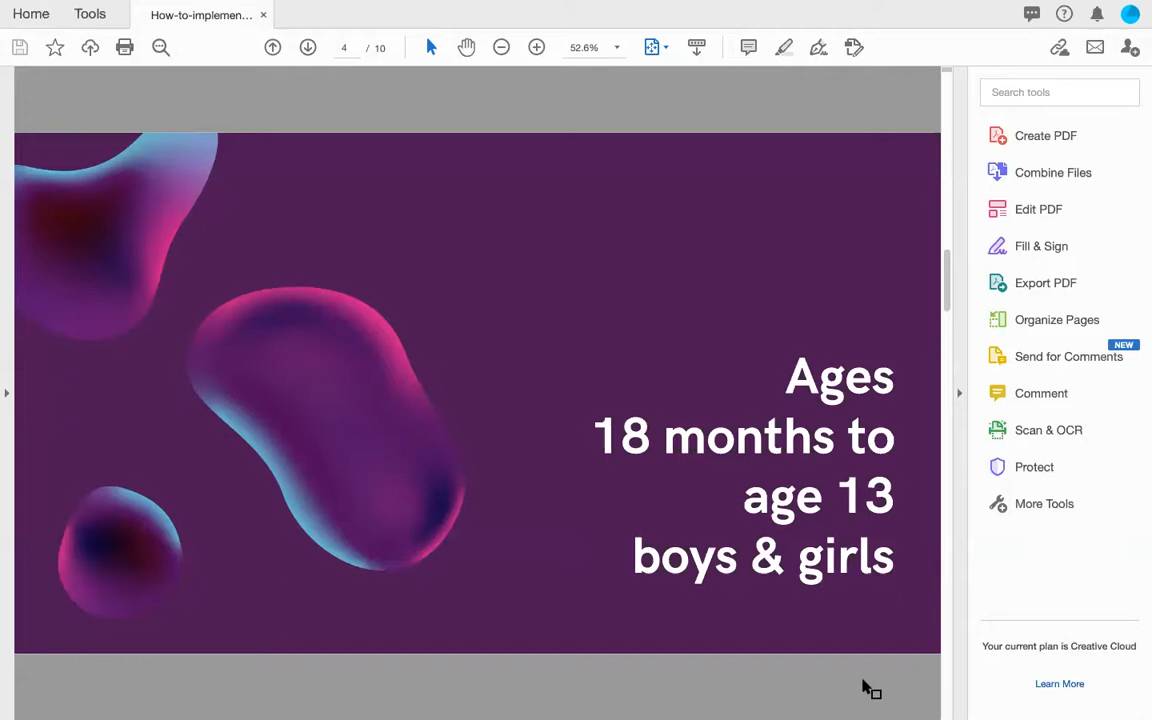 Home
Tools
How-to-implemen...
4 / 10
52.6%
Search tools
Create PDF
Combine Files
Edit PDF
Fill & Sign
Export PDF
Organize Pages
NEW
Send for Comments
Comment
Scan & OCR
Protect
More Tools
Your current plan is Creative Cloud
Learn More
Ages
18 months to
age 13
boys & girls